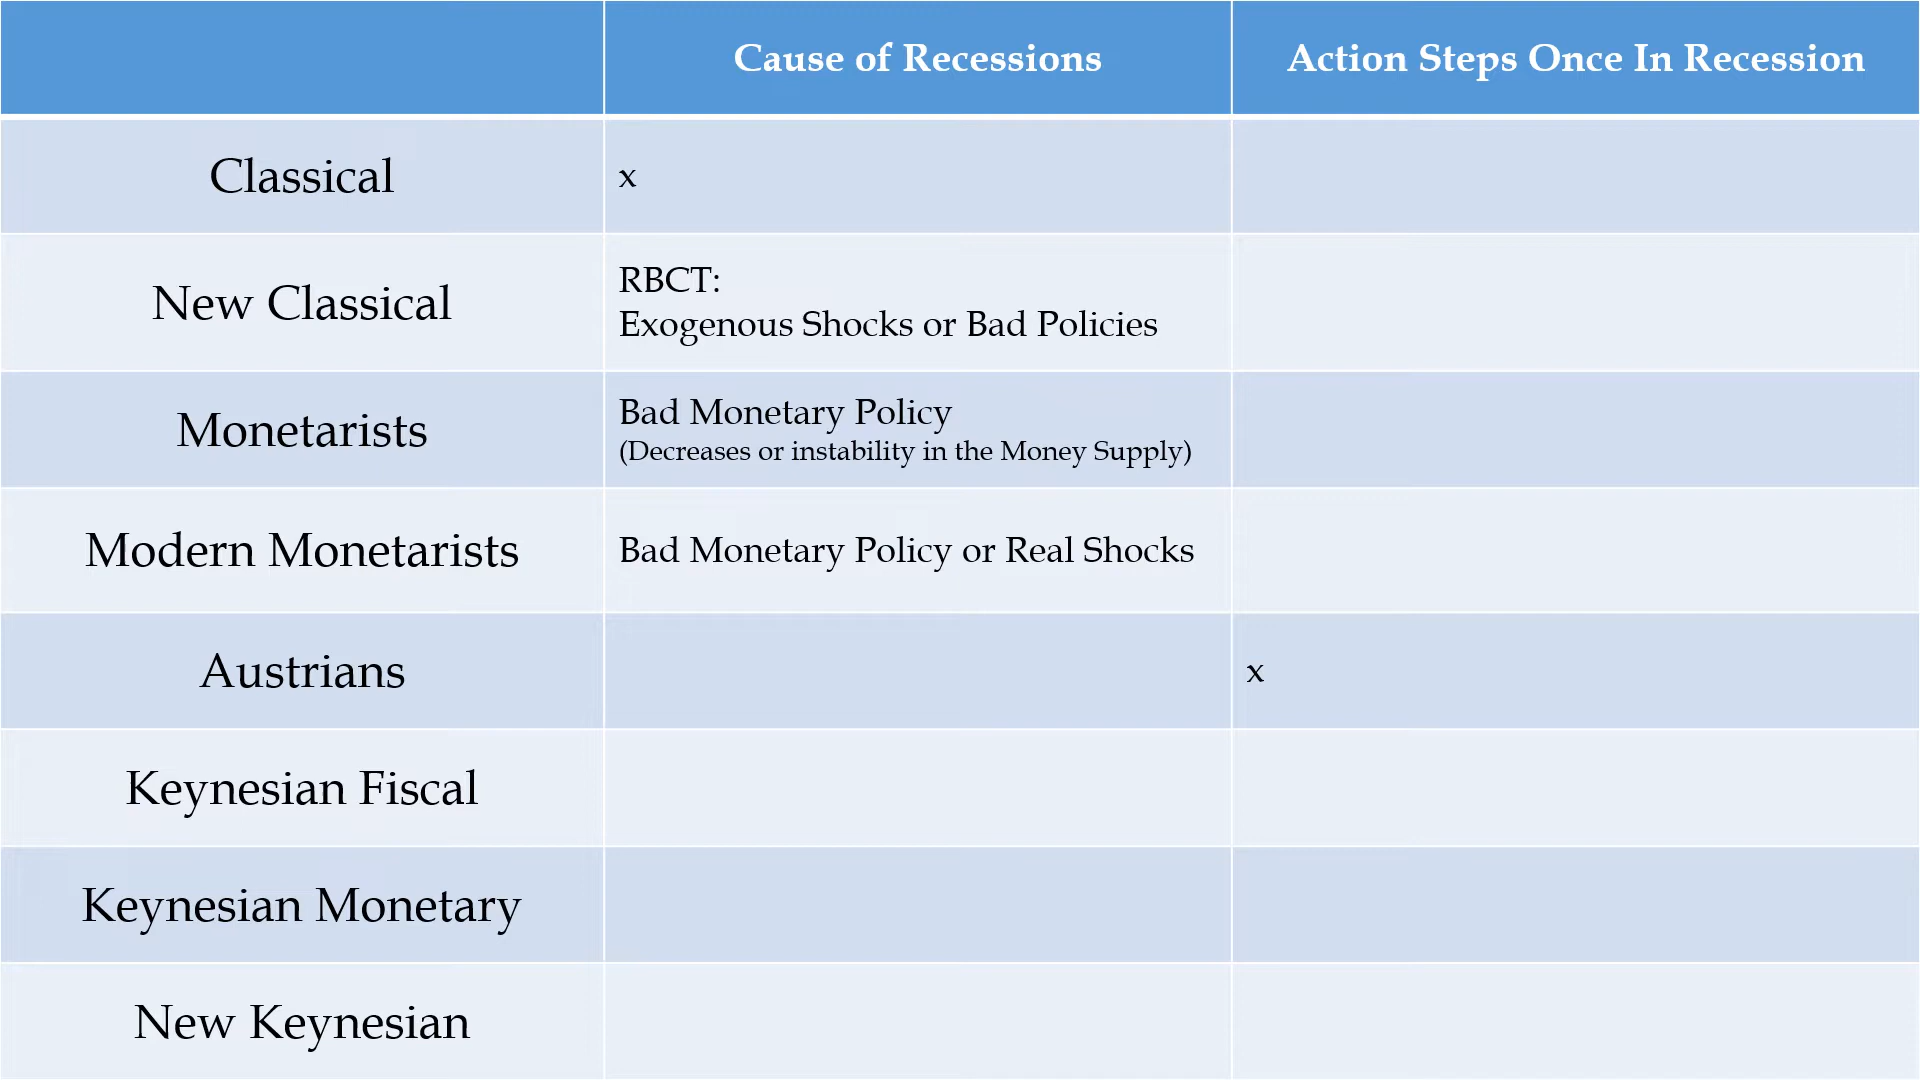 Cause of Recessions
Action Steps Once In Recession
Classical
x
New Classical
RBCT:
Exogenous Shocks or Bad Policies
Monetarists
Bad Monetary Policy
(Decreases or instability in the Money Supply)
Modern Monetarists
Bad Monetary Policy or Real Shocks
Austrians
x
Keynesian Fiscal
Keynesian Monetary
New Keynesian